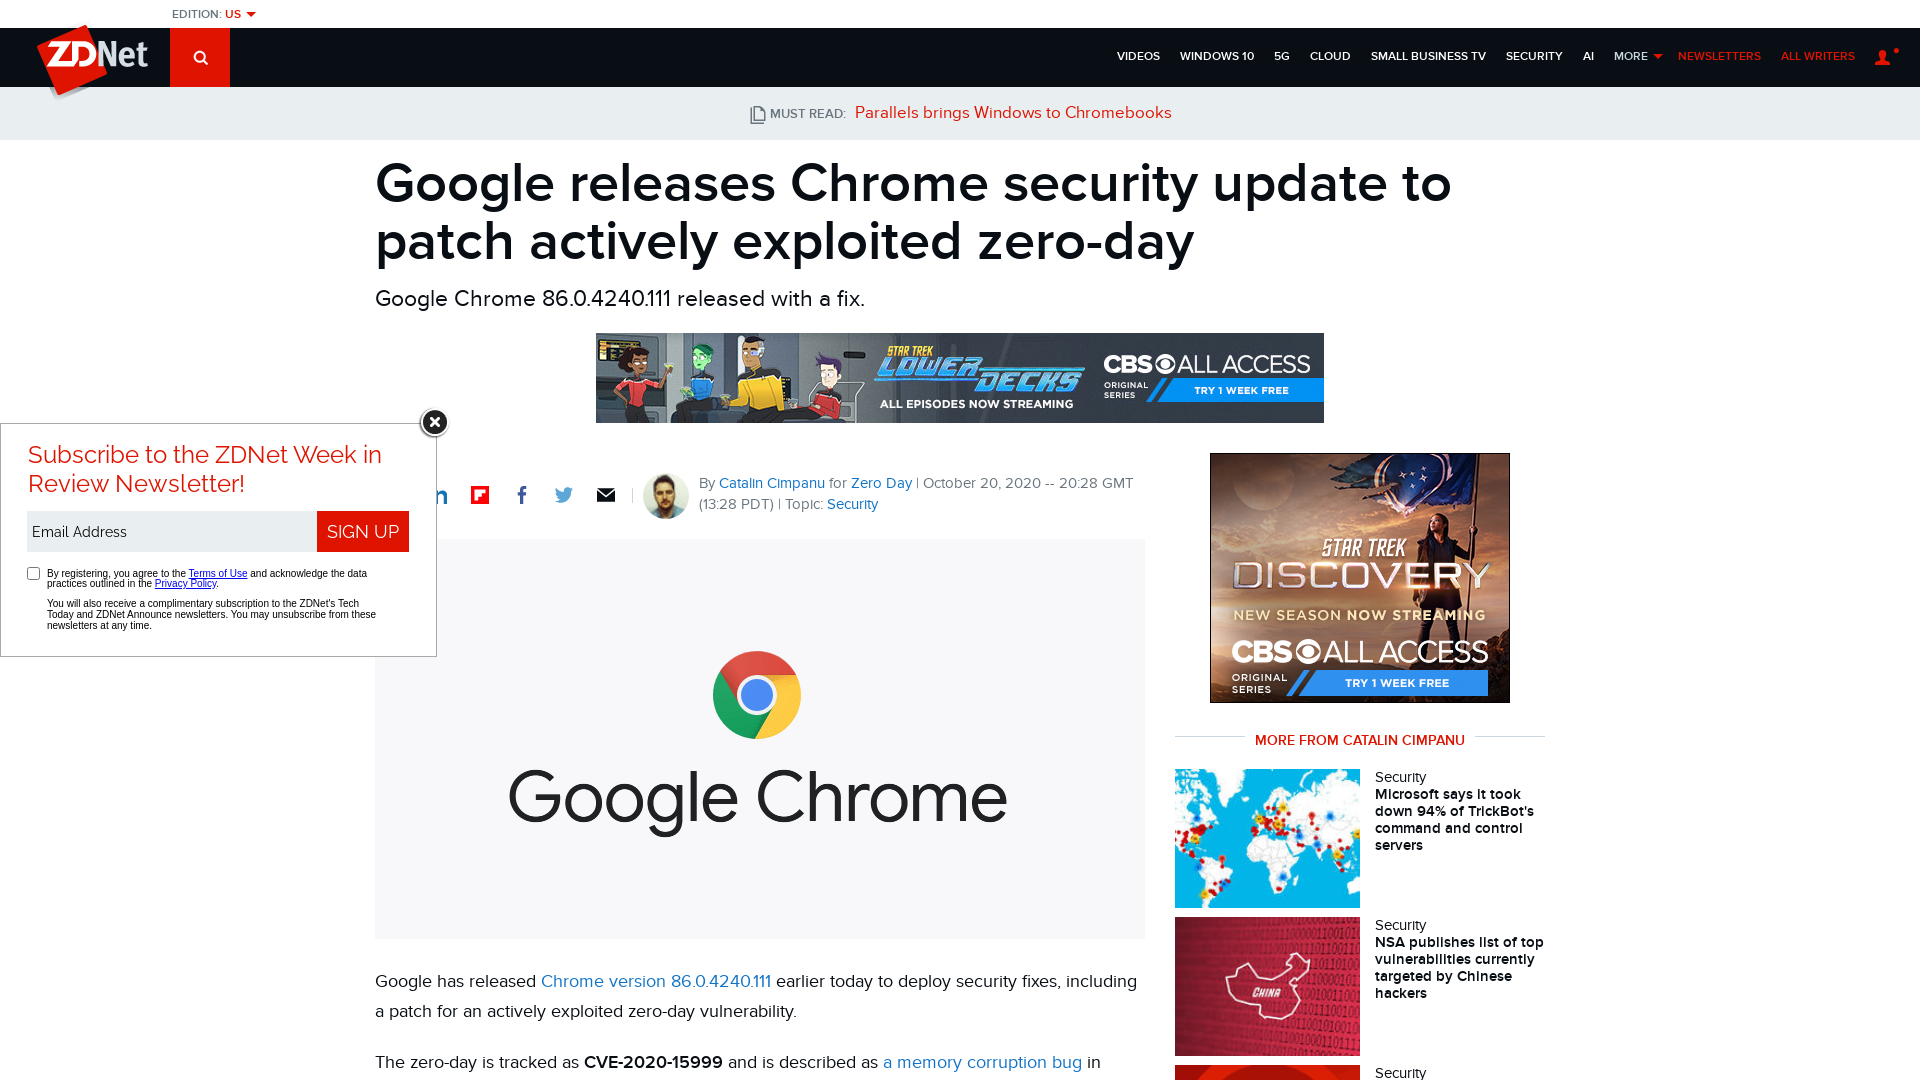 EDITION: US
ZDNet
VIDEOS WINDOWS 10 5G CLOUD SMALL BUSINESS TV SECURITY AI MORE NEWSLETTERS ALL WRITERS
MUST READ: Parallels brings Windows to Chromebooks
Google releases Chrome security update to
patch actively exploited zero-day
Google Chrome 86.0.4240.111 released with a fix.
STAR TREK
LOWER DECKS
ALL EPISODES NOW STREAMING
CBS ALL ACCESS
ORIGINAL
SERIES
TRY 1 WEEK FREE
Subscribe to the ZDNet Week in
Review Newsletter!
Email Address
SIGN UP
By registering, you agree to the Terms of Use and acknowledge the data
practices outlined in the Privacy Policy.
You will also receive a complimentary subscription to the ZDNet's Tech
Today and ZDNet Announce newsletters. You may unsubscribe from these
newsletters at any time.
By Catalin Cimpanu for Zero Day | October 20, 2020 -- 20:28 GMT
(13:28 PDT) | Topic: Security
Google Chrome
Google has released Chrome version 86.0.4240.111 earlier today to deploy security fixes, including
a patch for an actively exploited zero-day vulnerability.
The zero-day is tracked as CVE-2020-15999 and is described as a memory corruption bug in
STAR TREK
DISCOVERY
NEW SEASON NOW STREAMING
CBS ALL ACCESS
ORIGINAL
SERIES
TRY 1 WEEK FREE
MORE FROM CATALIN CIMPANU
Security
Microsoft says it took
down 94% of TrickBot's
command and control
servers
CHINA
Security
NSA publishes list of top
vulnerabilities currently
targeted by Chinese
hackers
Security